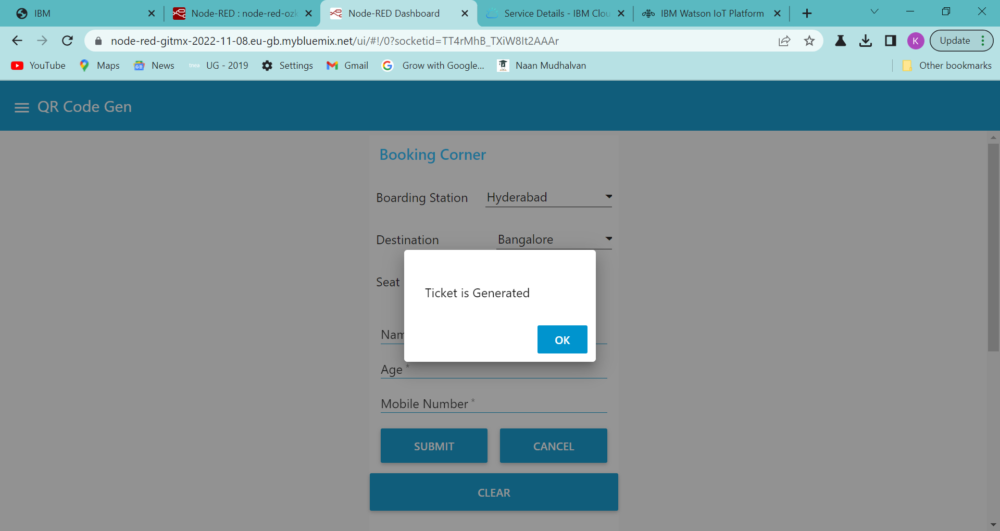 IBM
Node-RED : node-red-ozk
Node-RED Dashboard
Service Details - IBM Clou
IBM Watson IoT Platform
node-red-gitmx-2022-11-08.eu-gb.mybluemix.net/ui/#!/0?socketid=TT4rMhB_TXiW8It2AAAr
K
Update
YouTube
Maps
News
tnea
UG - 2019
Settings
Gmail
Grow with Google...
Naan Mudhalvan
Other bookmarks
QR Code Gen
Booking Corner
Boarding Station Hyderabad
Destination Bangalore
Seat
Ticket is Generated
Nam
OK
Age *
Mobile Number *
SUBMIT CANCEL
CLEAR